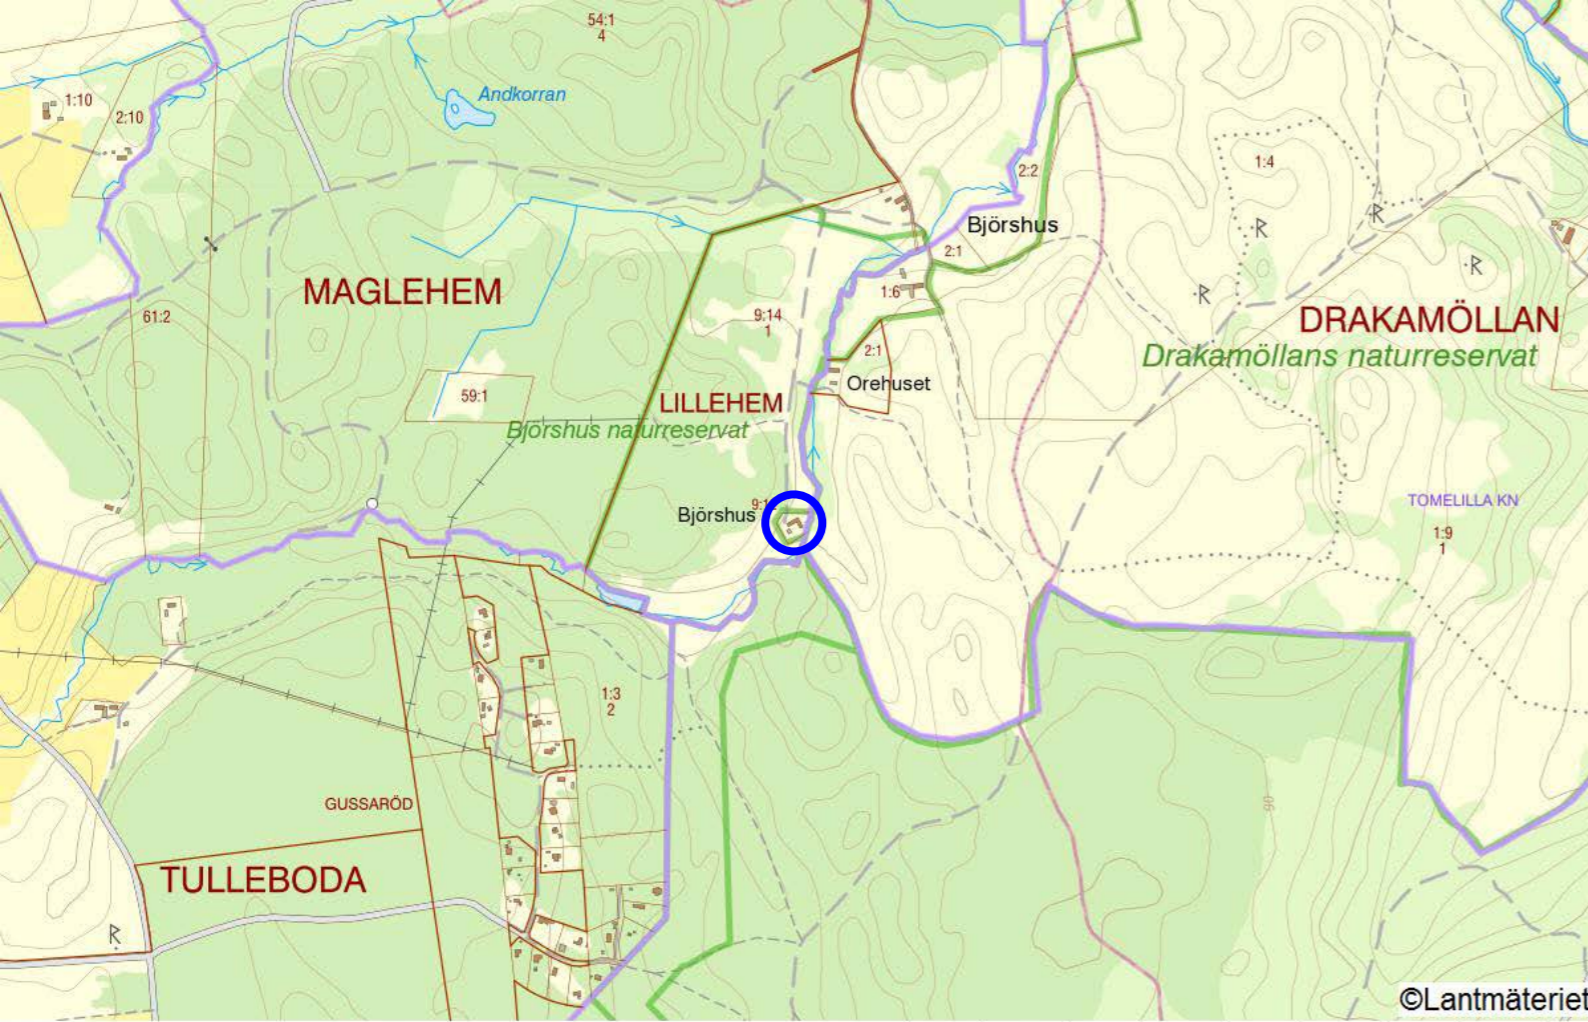 54:1
4
1:10
Andkorran
2:10
1:4
2:2
Björshus
2:1
MAGLEHEM
1:6
61:2
9:14
1
DRAKAMÖLLAN
Drakamöllans naturreservat
2:1
Orehuset
59:1
LILLEHEM
Björshus naturreservat
TOMELILLA KN
Björshus
1:9
1
1:3
2
GUSSARÖD
TULLEBODA
©Lantmäteriet